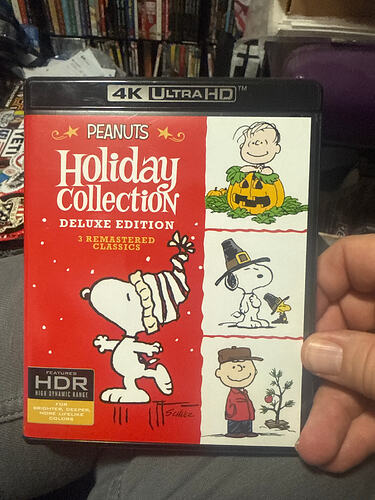 4K ULTRA HD™
PEANUTS
Holiday
Collection
DELUXE EDITION
3 REMASTERED
CLASSICS
FEATURES
HDR
HIGH DYNAMIC RANGE
FOR
BRIGHTER, DEEPER,
MORE LIFELIKE
COLORS
SCHULZ